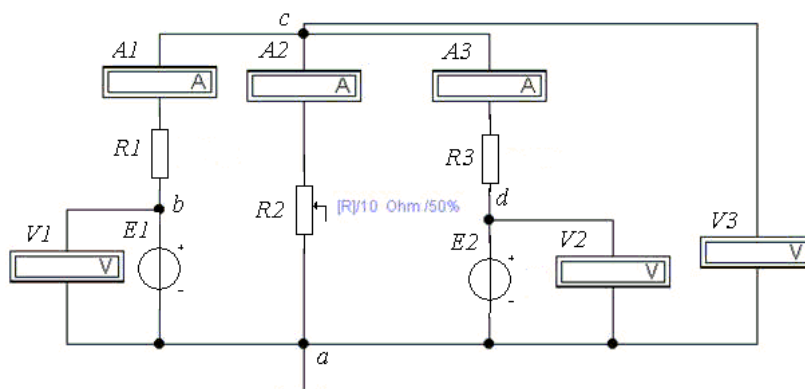 c
A1
A2
A3
A
A
A
R1
R3
b
d
R2
[R]/10 Ohm /50%
V1
E1
+
-
V
E2
+
-
V2
V
V3
V
a